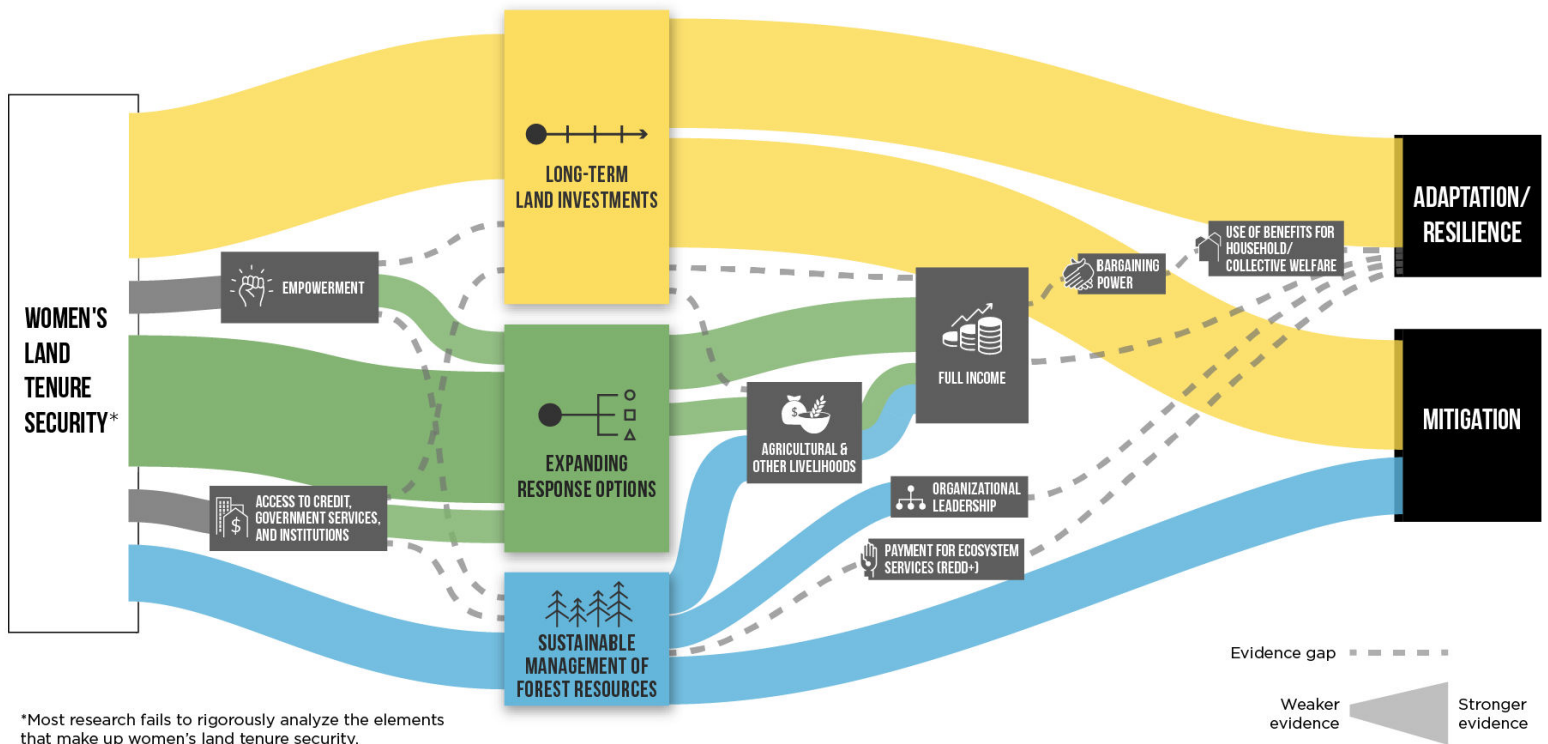 WOMEN'S
LAND
TENURE
SECURITY*
EMPOWERMENT
ACCESS TO CREDIT,
GOVERNMENT SERVICES,
AND INSTITUTIONS
$
LONG-TERM
LAND INVESTMENTS
EXPANDING
RESPONSE OPTIONS
SUSTAINABLE
MANAGEMENT OF
FOREST RESOURCES
$
AGRICULTURAL &
OTHER LIVELIHOODS
FULL INCOME
ORGANIZATIONAL
LEADERSHIP
PAYMENT FOR ECOSYSTEM
SERVICES (REDD+)
BARGAINING
POWER
USE OF BENEFITS FOR
HOUSEHOLD/
COLLECTIVE WELFARE
ADAPTATION/
RESILIENCE
MITIGATION
Evidence gap
Weaker
evidence
Stronger
evidence
*Most research fails to rigorously analyze the elements
that make up women's land tenure security.